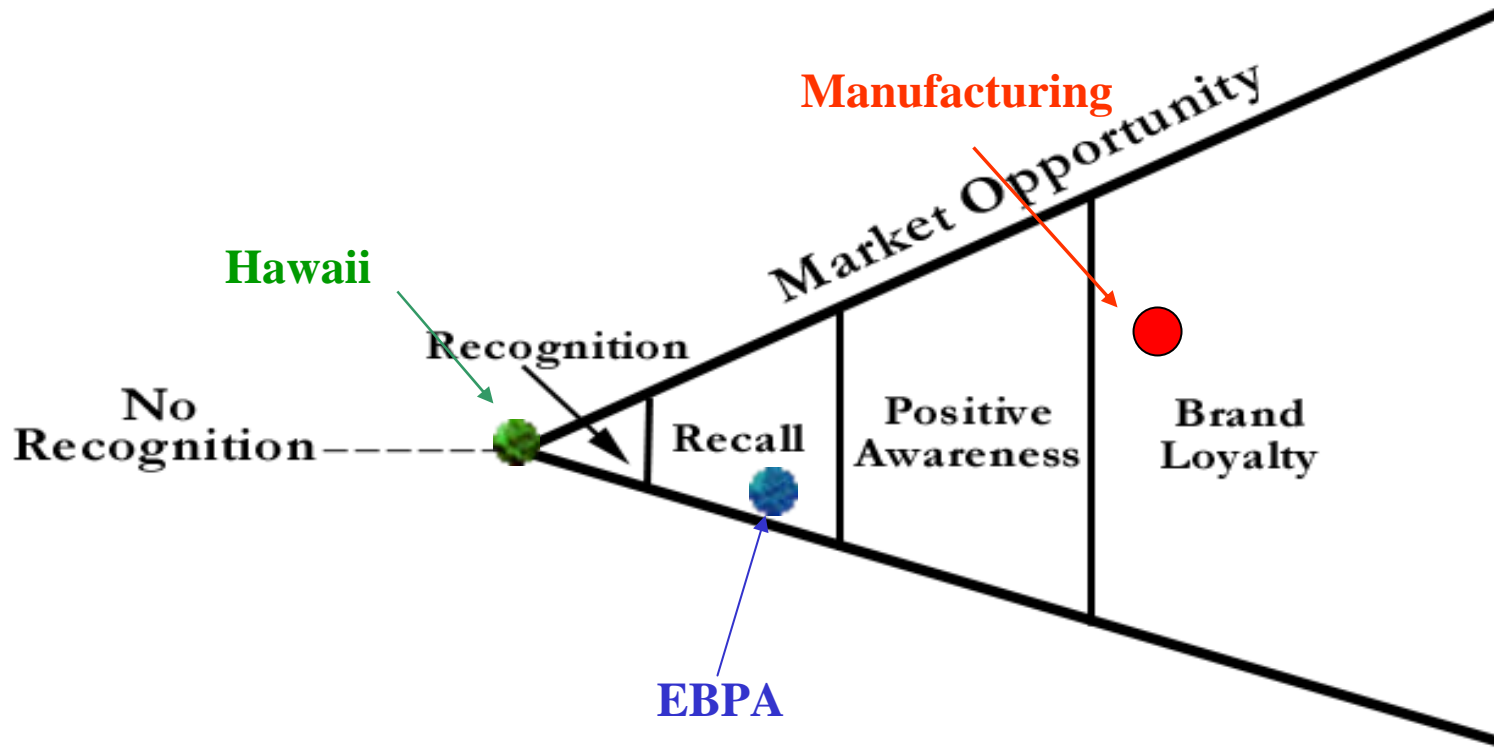 Manufacturing
Market Opportunity
Hawaii
Recognition
No
Recognition
Recall
Positive
Awareness
Brand
Loyalty
EBPA